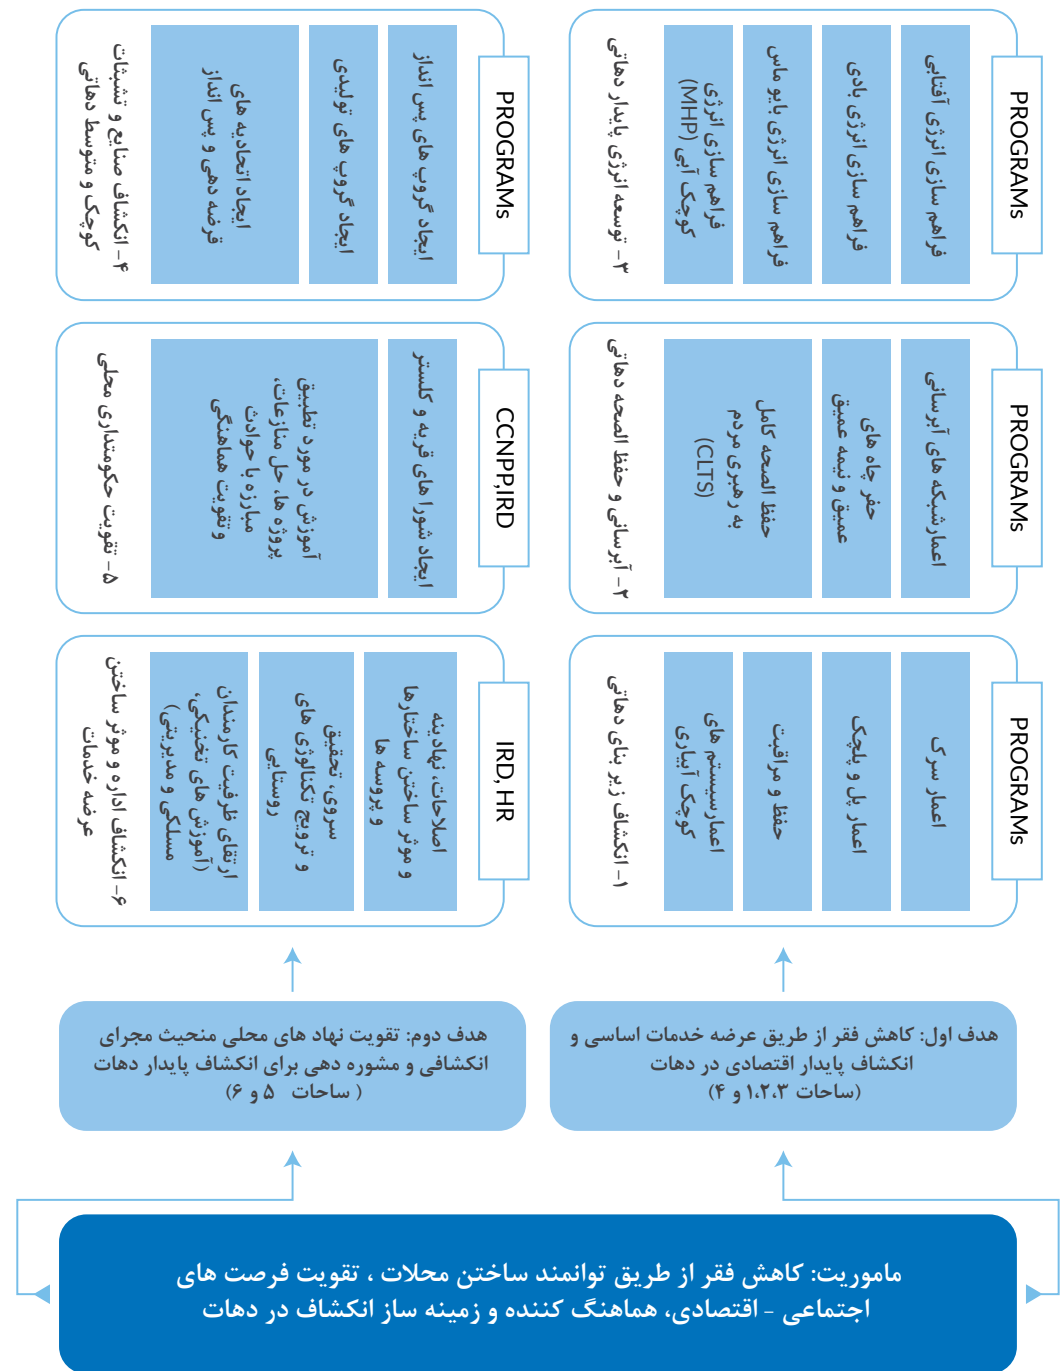 ماموریت: کاهش فقر از طریق توانمند ساختن محلات ، تقویت فرصت های
اجتماعی - اقتصادی، هماهنگ کننده و زمینه ساز انکشاف در دهات
هدف اول: کاهش فقر از طریق عرضه خدمات اساسی و
انکشاف پایدار اقتصادی در دهات
(ساحات ۱،۲،۳ و ۴)
هدف دوم: تقویت نهاد های محلی منحیث مجرای
انکشافی و مشوره دهی برای انکشاف پایدار دهات
( ساحات ۵ و ۶)
PROGRAMs
اعمار سرک
اعمار پل و پلچک
حفظ و مراقبت
اعمارسیستم های
کوچک آبیاری
۱- انکشاف زیر بنای دهاتی
PROGRAMs
اعمارشبکه های آبرسانی
حفر چاه های
عمیق و نیمه عمیق
حفظ الصحه کامل
به رهبری مردم
(CLTS)
۲- آبرسانی و حفظ الصحه دهاتی
PROGRAMs
فراهم سازی انرژی آفتابی
فراهم سازی انرژی بادی
فراهم سازی انرژی بایو ماس
فراهم سازی انرژی
کوچک آبی (MHP)
۳- توسعه انرژی پایدار دهاتی
PROGRAMs
ایجاد گروپ های پس انداز
ایجاد گروپ های تولیدی
ایجاد اتحادیه های
قرضه دهی و پس انداز
۴- انکشاف صنایع و تشبثات
کوچک و متوسط دهاتی
CCNPP,IRD
ایجاد شورا های قریه و کلستر
آموزش در مورد تطبیق
پروژه ها، حل منازعات،
مبارزه با حوادث
وتقویت هماهنگی
۵- تقویت حکومتداری محلی
IRD, HR
اصلاحات، نهادینه
و موثر ساختن ساختارها
و پروسه ها
سروی، تحقیق
و ترویج تکنالوژی های
روستایی
ارتقای ظرفیت کارمندان
(آموزش های تخنیکی،
مسلکی و مدیریتی)
۶- انکشاف اداره و موثر ساختن
عرضه خدمات